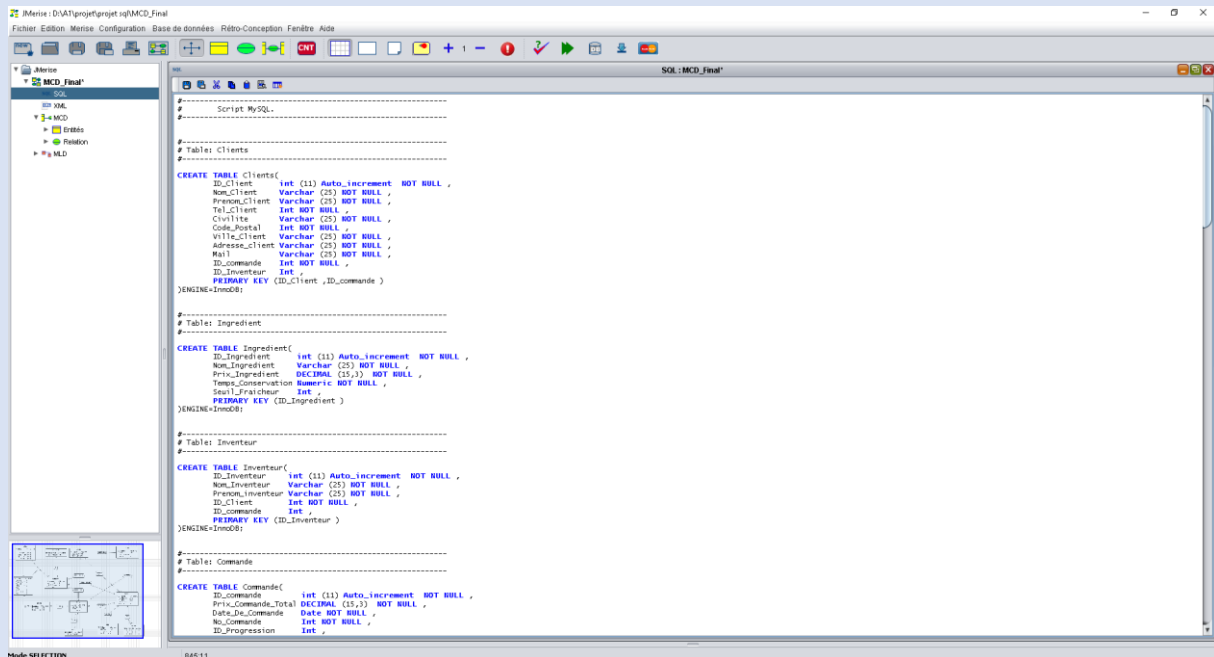 JMerise : D:\A1\projet\projet sql\MCD_Final
Fichier Edition Merise Configuration Base de données Rétro-Conception Fenêtre Aide
CNT
1
JMerise
MCD_Final*
SQL
XML
MCD
Entités
Relation
MLD
SQL : MCD_Final*
#------------------------------------------------------------
#        Script MySQL.
#------------------------------------------------------------
#------------------------------------------------------------
# Table: Clients
#------------------------------------------------------------
CREATE TABLE Clients(
ID_Client int (11) Auto_increment NOT NULL ,
Nom_Client Varchar (25) NOT NULL ,
Prenom_Client Varchar (25) NOT NULL ,
Tel_Client Int NOT NULL ,
Civilite Varchar (25) NOT NULL ,
Code_Postal Int NOT NULL ,
Ville_Client Varchar (25) NOT NULL ,
Adresse_client Varchar (25) NOT NULL ,
Mail Varchar (25) NOT NULL ,
ID_commande Int NOT NULL ,
ID_Inventeur Int ,
PRIMARY KEY (ID_Client ,ID_commande )
)ENGINE=InnoDB;
#------------------------------------------------------------
# Table: Ingredient
#------------------------------------------------------------
CREATE TABLE Ingredient(
ID_Ingredient int (11) Auto_increment NOT NULL ,
Nom_Ingredient Varchar (25) NOT NULL ,
Prix_Ingredient DECIMAL (15,3) NOT NULL ,
Temps_Conservation Numeric NOT NULL ,
Seuil_Fraicheur Int ,
PRIMARY KEY (ID_Ingredient )
)ENGINE=InnoDB;
#------------------------------------------------------------
# Table: Inventeur
#------------------------------------------------------------
CREATE TABLE Inventeur(
ID_Inventeur int (11) Auto_increment NOT NULL ,
Nom_Inventeur Varchar (25) NOT NULL ,
Prenom_inventeur Varchar (25) NOT NULL ,
ID_Client Int NOT NULL ,
ID_commande Int ,
PRIMARY KEY (ID_Inventeur )
)ENGINE=InnoDB;
#------------------------------------------------------------
# Table: Commande
#------------------------------------------------------------
CREATE TABLE Commande(
ID_commande int (11) Auto_increment NOT NULL ,
Prix_Commande_Total DECIMAL (15,3) NOT NULL ,
Date_De_Commande Date NOT NULL ,
No_Commande Int NOT NULL ,
ID_Progression Int ,
Mode SELECTION